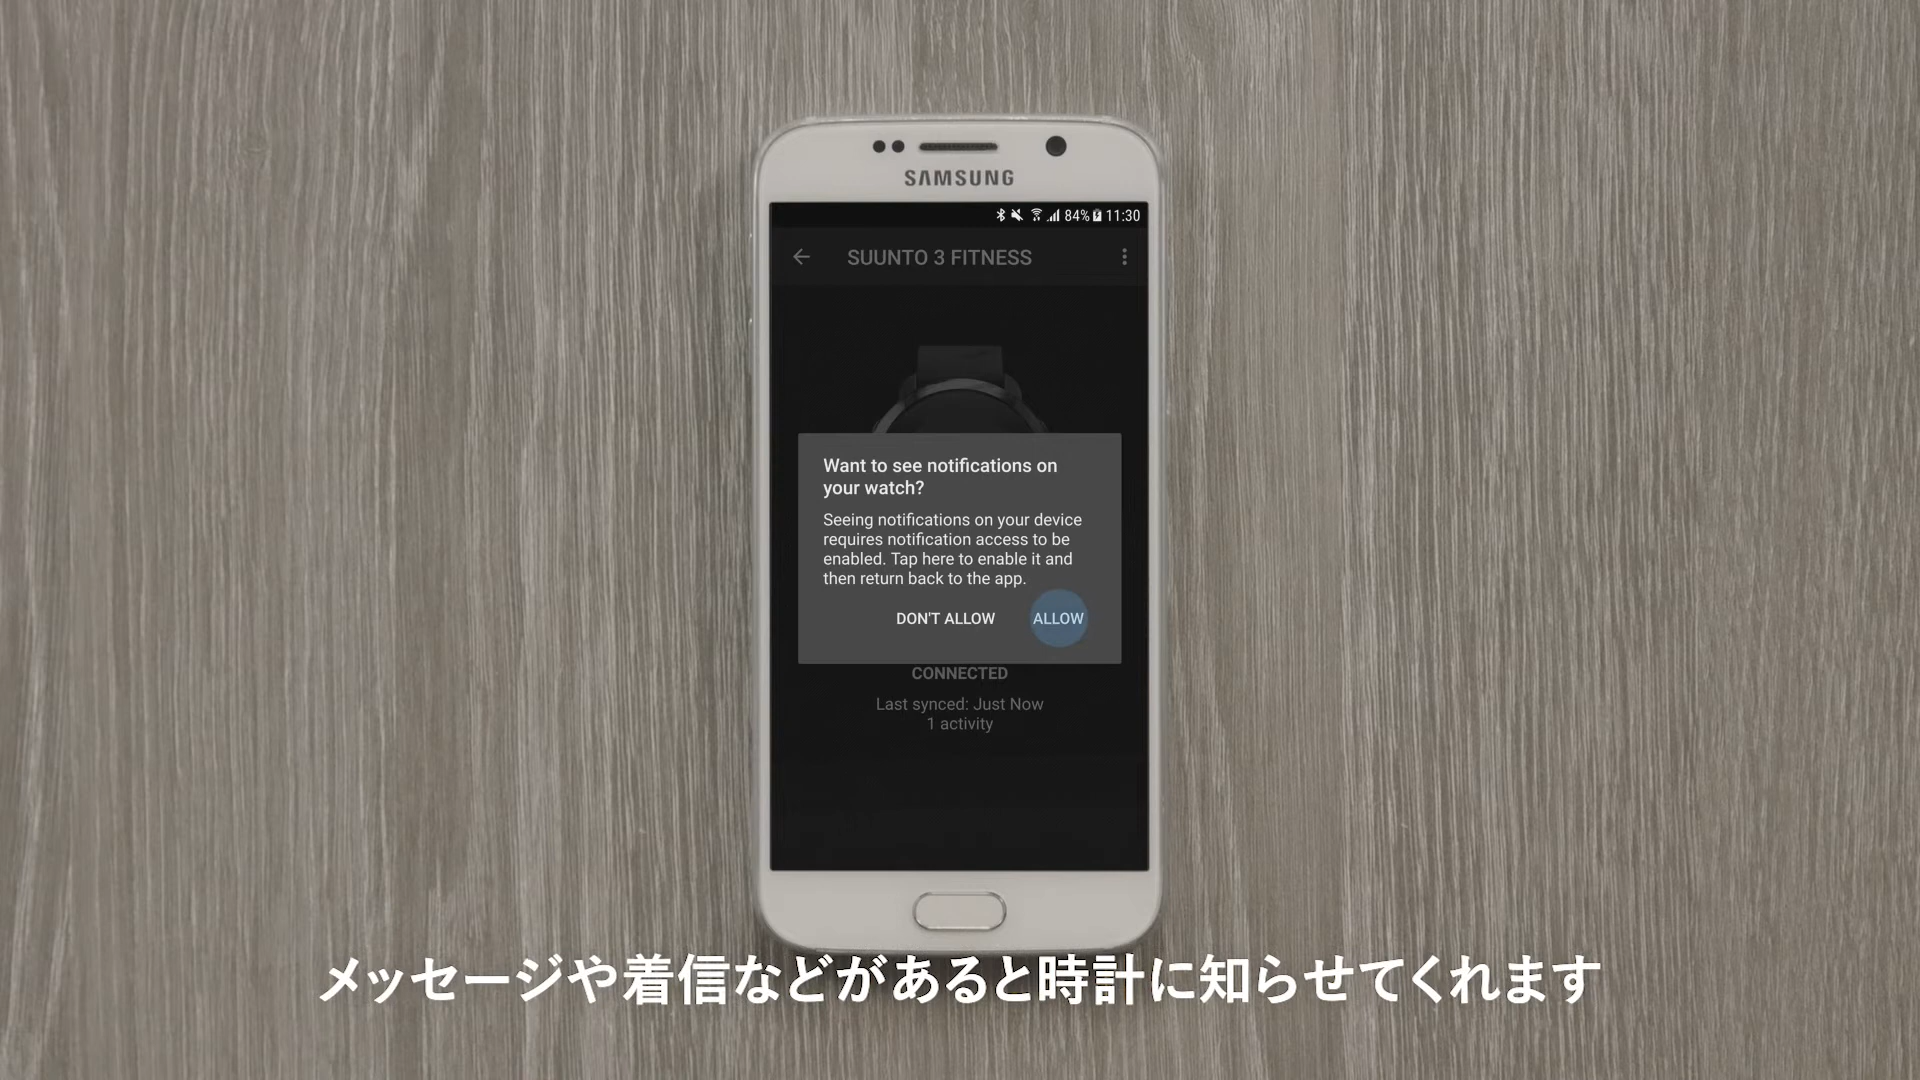 SAMSUNG
84% 11:30
SUUNTO 3 FITNESS
Want to see notifications on
your watch?
Seeing notifications on your device
requires notification access to be
enabled. Tap here to enable it and
then return back to the app.
DON'T ALLOW ALLOW
CONNECTED
Last synced: Just Now
1 activity
メッセージや着信などがあると時計に知らせてくれます